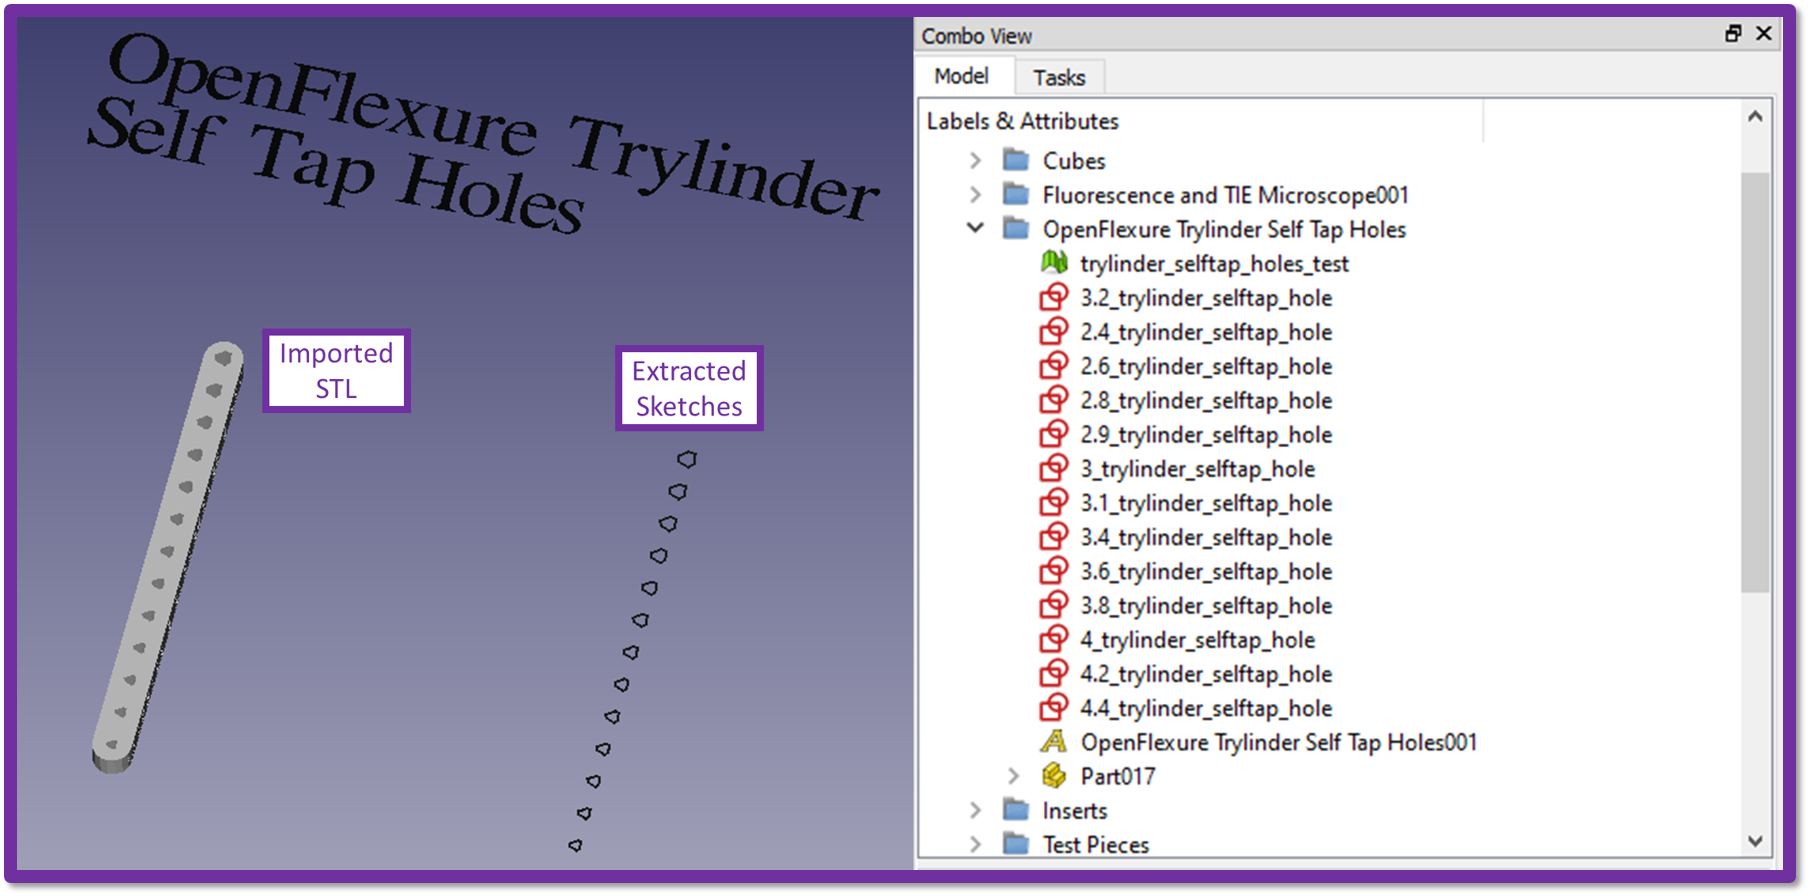 OpenFlexure Trylinder
Self Tap Holes
Imported
STL
Extracted
Sketches
Combo View
Model
Tasks
Labels & Attributes
Cubes
Fluorescence and TIE Microscope001
OpenFlexure Trylinder Self Tap Holes
trylinder_selftap_holes_test
3.2_trylinder_selftap_hole
2.4_trylinder_selftap_hole
2.6_trylinder_selftap_hole
2.8_trylinder_selftap_hole
2.9_trylinder_selftap_hole
3_trylinder_selftap_hole
3.1_trylinder_selftap_hole
3.4_trylinder_selftap_hole
3.6_trylinder_selftap_hole
3.8_trylinder_selftap_hole
4_trylinder_selftap_hole
4.2_trylinder_selftap_hole
4.4_trylinder_selftap_hole
OpenFlexure Trylinder Self Tap Holes001
Part017
Inserts
Test Pieces